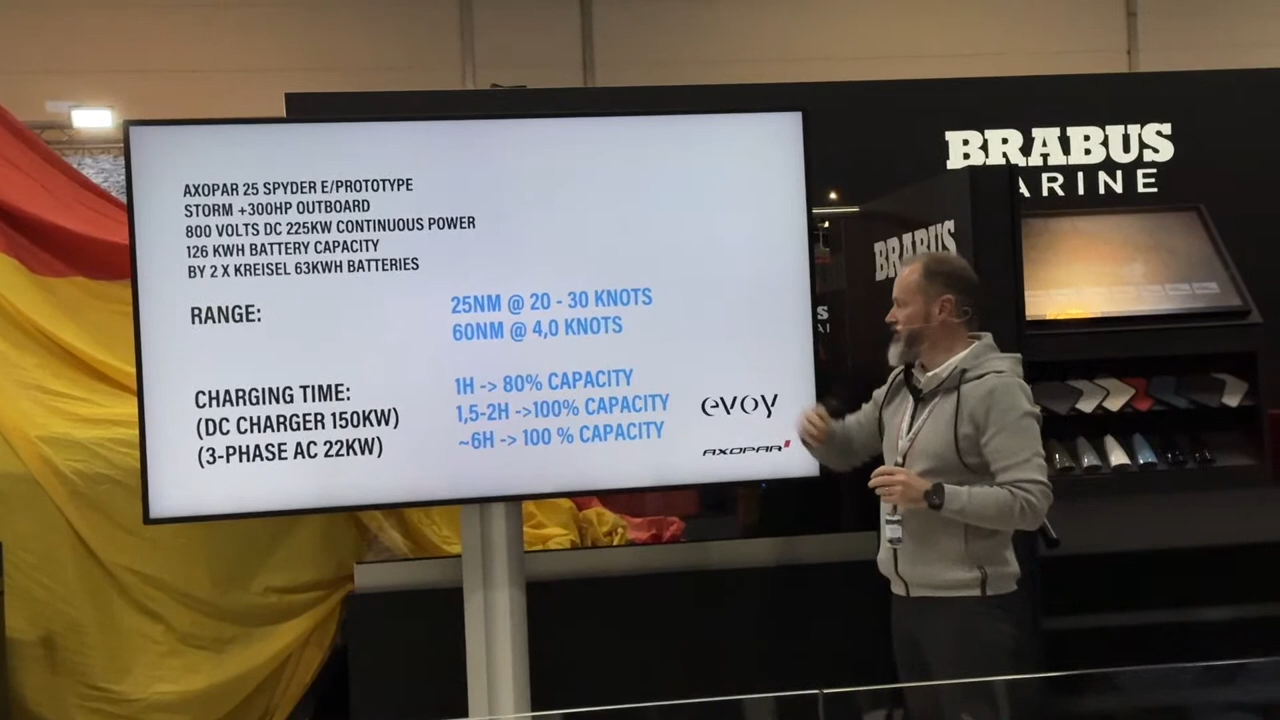 AXOPAR 25 SPYDER E/PROTOTYPE
STORM +300HP OUTBOARD
800 VOLTS DC 225KW CONTINUOUS POWER
126 KWH BATTERY CAPACITY
BY 2 X KREISEL 63KWH BATTERIES
RANGE:
25NM @ 20 - 30 KNOTS
60NM @ 4,0 KNOTS
CHARGING TIME:
1H -> 80% CAPACITY
(DC CHARGER 150KW)
1,5-2H ->100% CAPACITY
(3-PHASE AC 22KW)
~6H -> 100 % CAPACITY
evoy
AXOPAR
BRABUS
ARINE
BRABUS